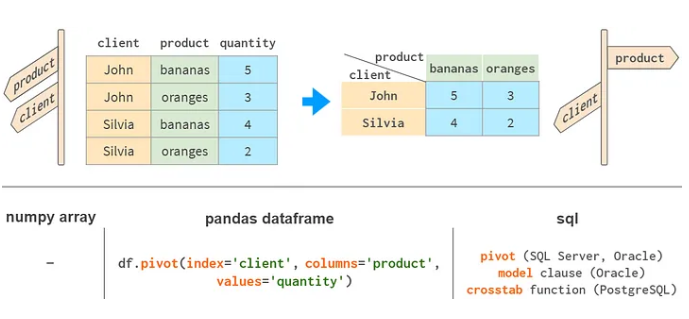 product
client
client product quantity
John bananas 5
John oranges 3
Silvia bananas 4
Silvia oranges 2
product
client
bananas oranges
John 5 3
Silvia 4 2
product
client
numpy array
pandas dataframe
sql
–
df.pivot(index='client', columns='product',
values='quantity')
pivot (SQL Server, Oracle)
model clause (Oracle)
crosstab function (PostgreSQL)